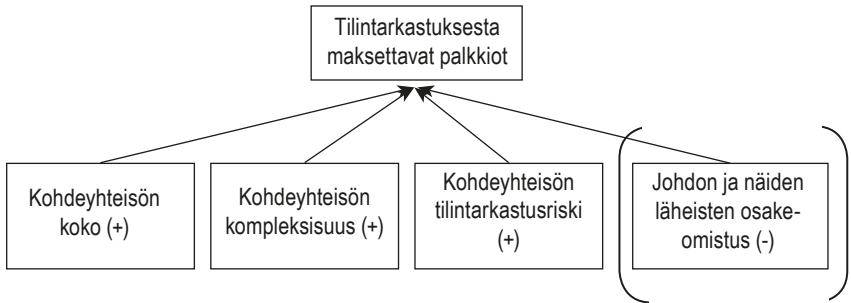 Tilintarkastuksesta
maksettavat palkkiot
Kohdeyhteisön
koko (+)
Kohdeyhteisön
kompleksisuus (+)
Kohdeyhteisön
tilintarkastusriski
(+)
Johdon ja näiden
läheisten osake-
omistus (-)